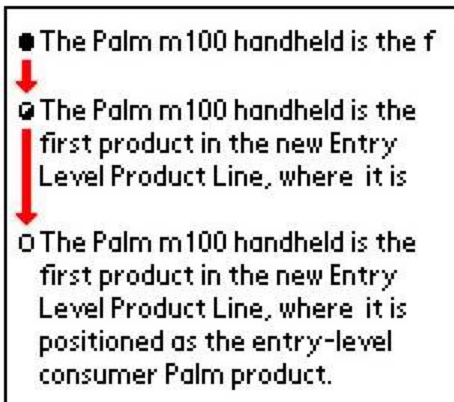 The Palm m100 handheld is the f
The Palm m100 handheld is the
first product in the new Entry
Level Product Line, where it is
The Palm m100 handheld is the
first product in the new Entry
Level Product Line, where it is
positioned as the entry-level
consumer Palm product.